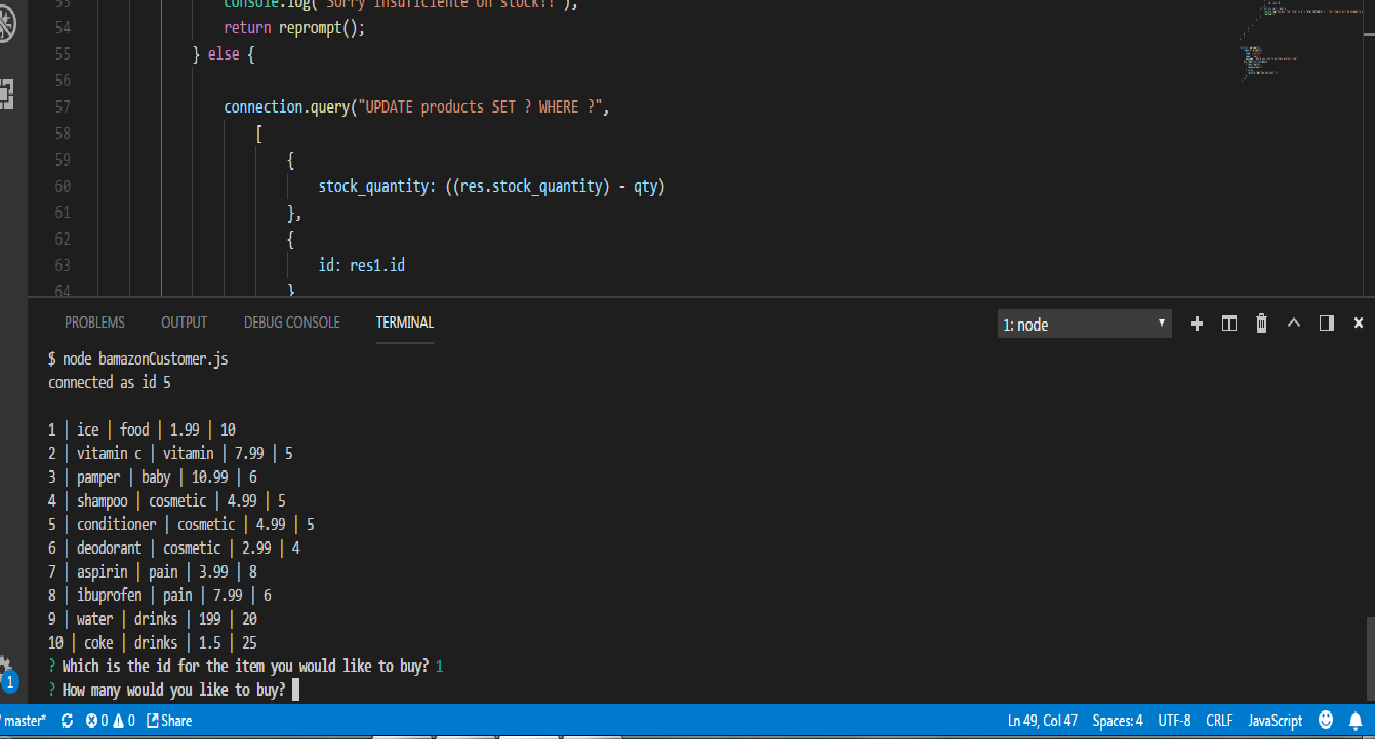 53 console.log("Sorry insuficiente on stock!!");
54 return reprompt();
55 } else {
56
57 connection.query("UPDATE products SET ? WHERE ?",
58 [
59 {
60 stock_quantity: ((res.stock_quantity) - qty)
61 },
62 {
63 id: res1.id
64 }
PROBLEMS OUTPUT DEBUG CONSOLE TERMINAL 1: node
$ node bamazonCustomer.js
connected as id 5
1 | ice | food | 1.99 | 10
2 | vitamin c | vitamin | 7.99 | 5
3 | pamper | baby | 10.99 | 6
4 | shampoo | cosmetic | 4.99 | 5
5 | conditioner | cosmetic | 4.99 | 5
6 | deodorant | cosmetic | 2.99 | 4
7 | aspirin | pain | 3.99 | 8
8 | ibuprofen | pain | 7.99 | 6
9 | water | drinks | 199 | 20
10 | coke | drinks | 1.5 | 25
? Which is the id for the item you would like to buy? 1
? How many would you like to buy?
1
master* 0 0 Share Ln 49, Col 47 Spaces: 4 UTF-8 CRLF JavaScript